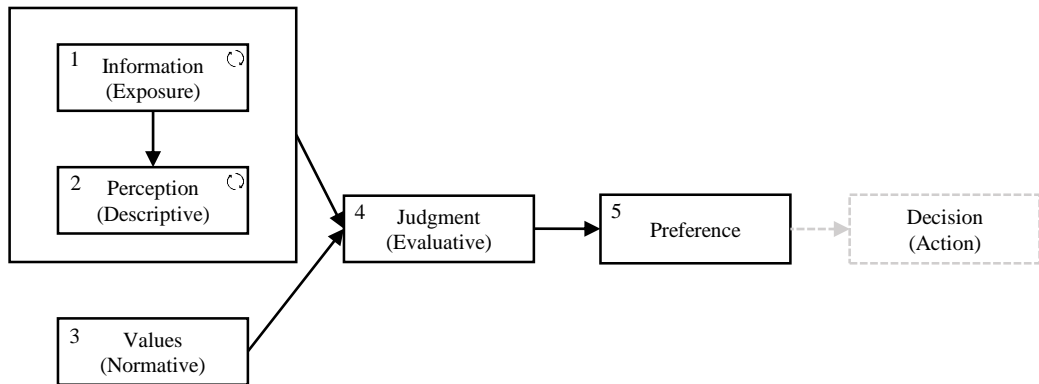 1
Information
(Exposure)
2
Perception
(Descriptive)
3
Values
(Normative)
4
Judgment
(Evaluative)
5
Preference
Decision
(Action)